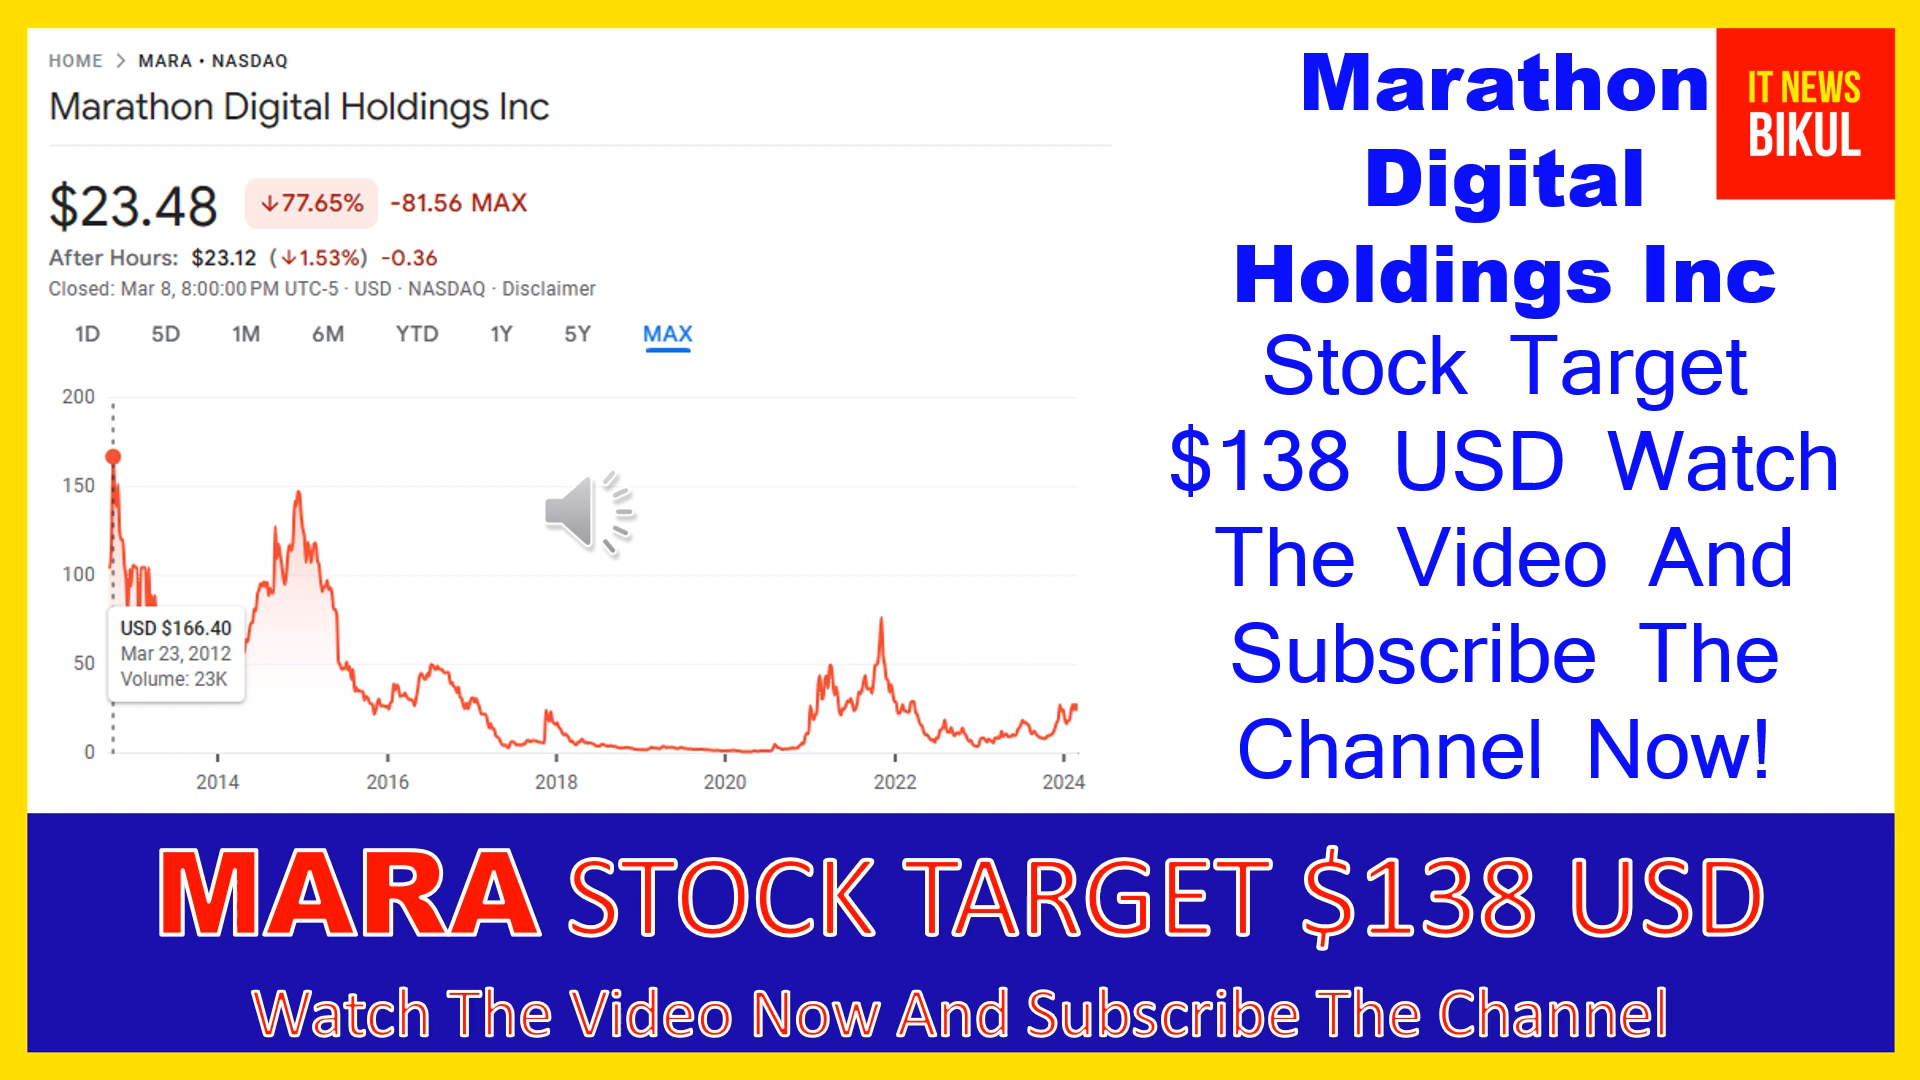 HOME > MARA • NASDAQ
Marathon Digital Holdings Inc
$23.48 ↓77.65% -81.56 MAX
After Hours: $23.12 (↓1.53%) -0.36
Closed: Mar 8, 8:00:00 PM UTC-5 · USD · NASDAQ · Disclaimer
1D 5D 1M 6M YTD 1Y 5Y MAX
200
150
100
50
0
USD $166.40
Mar 23, 2012
Volume: 23K
2014 2016 2018 2020 2022 2024
Marathon
Digital
Holdings Inc
Stock Target
$138 USD Watch
The Video And
Subscribe The
Channel Now!
IT NEWS
BIKUL
MARA STOCK TARGET $138 USD
Watch The Video Now And Subscribe The Channel